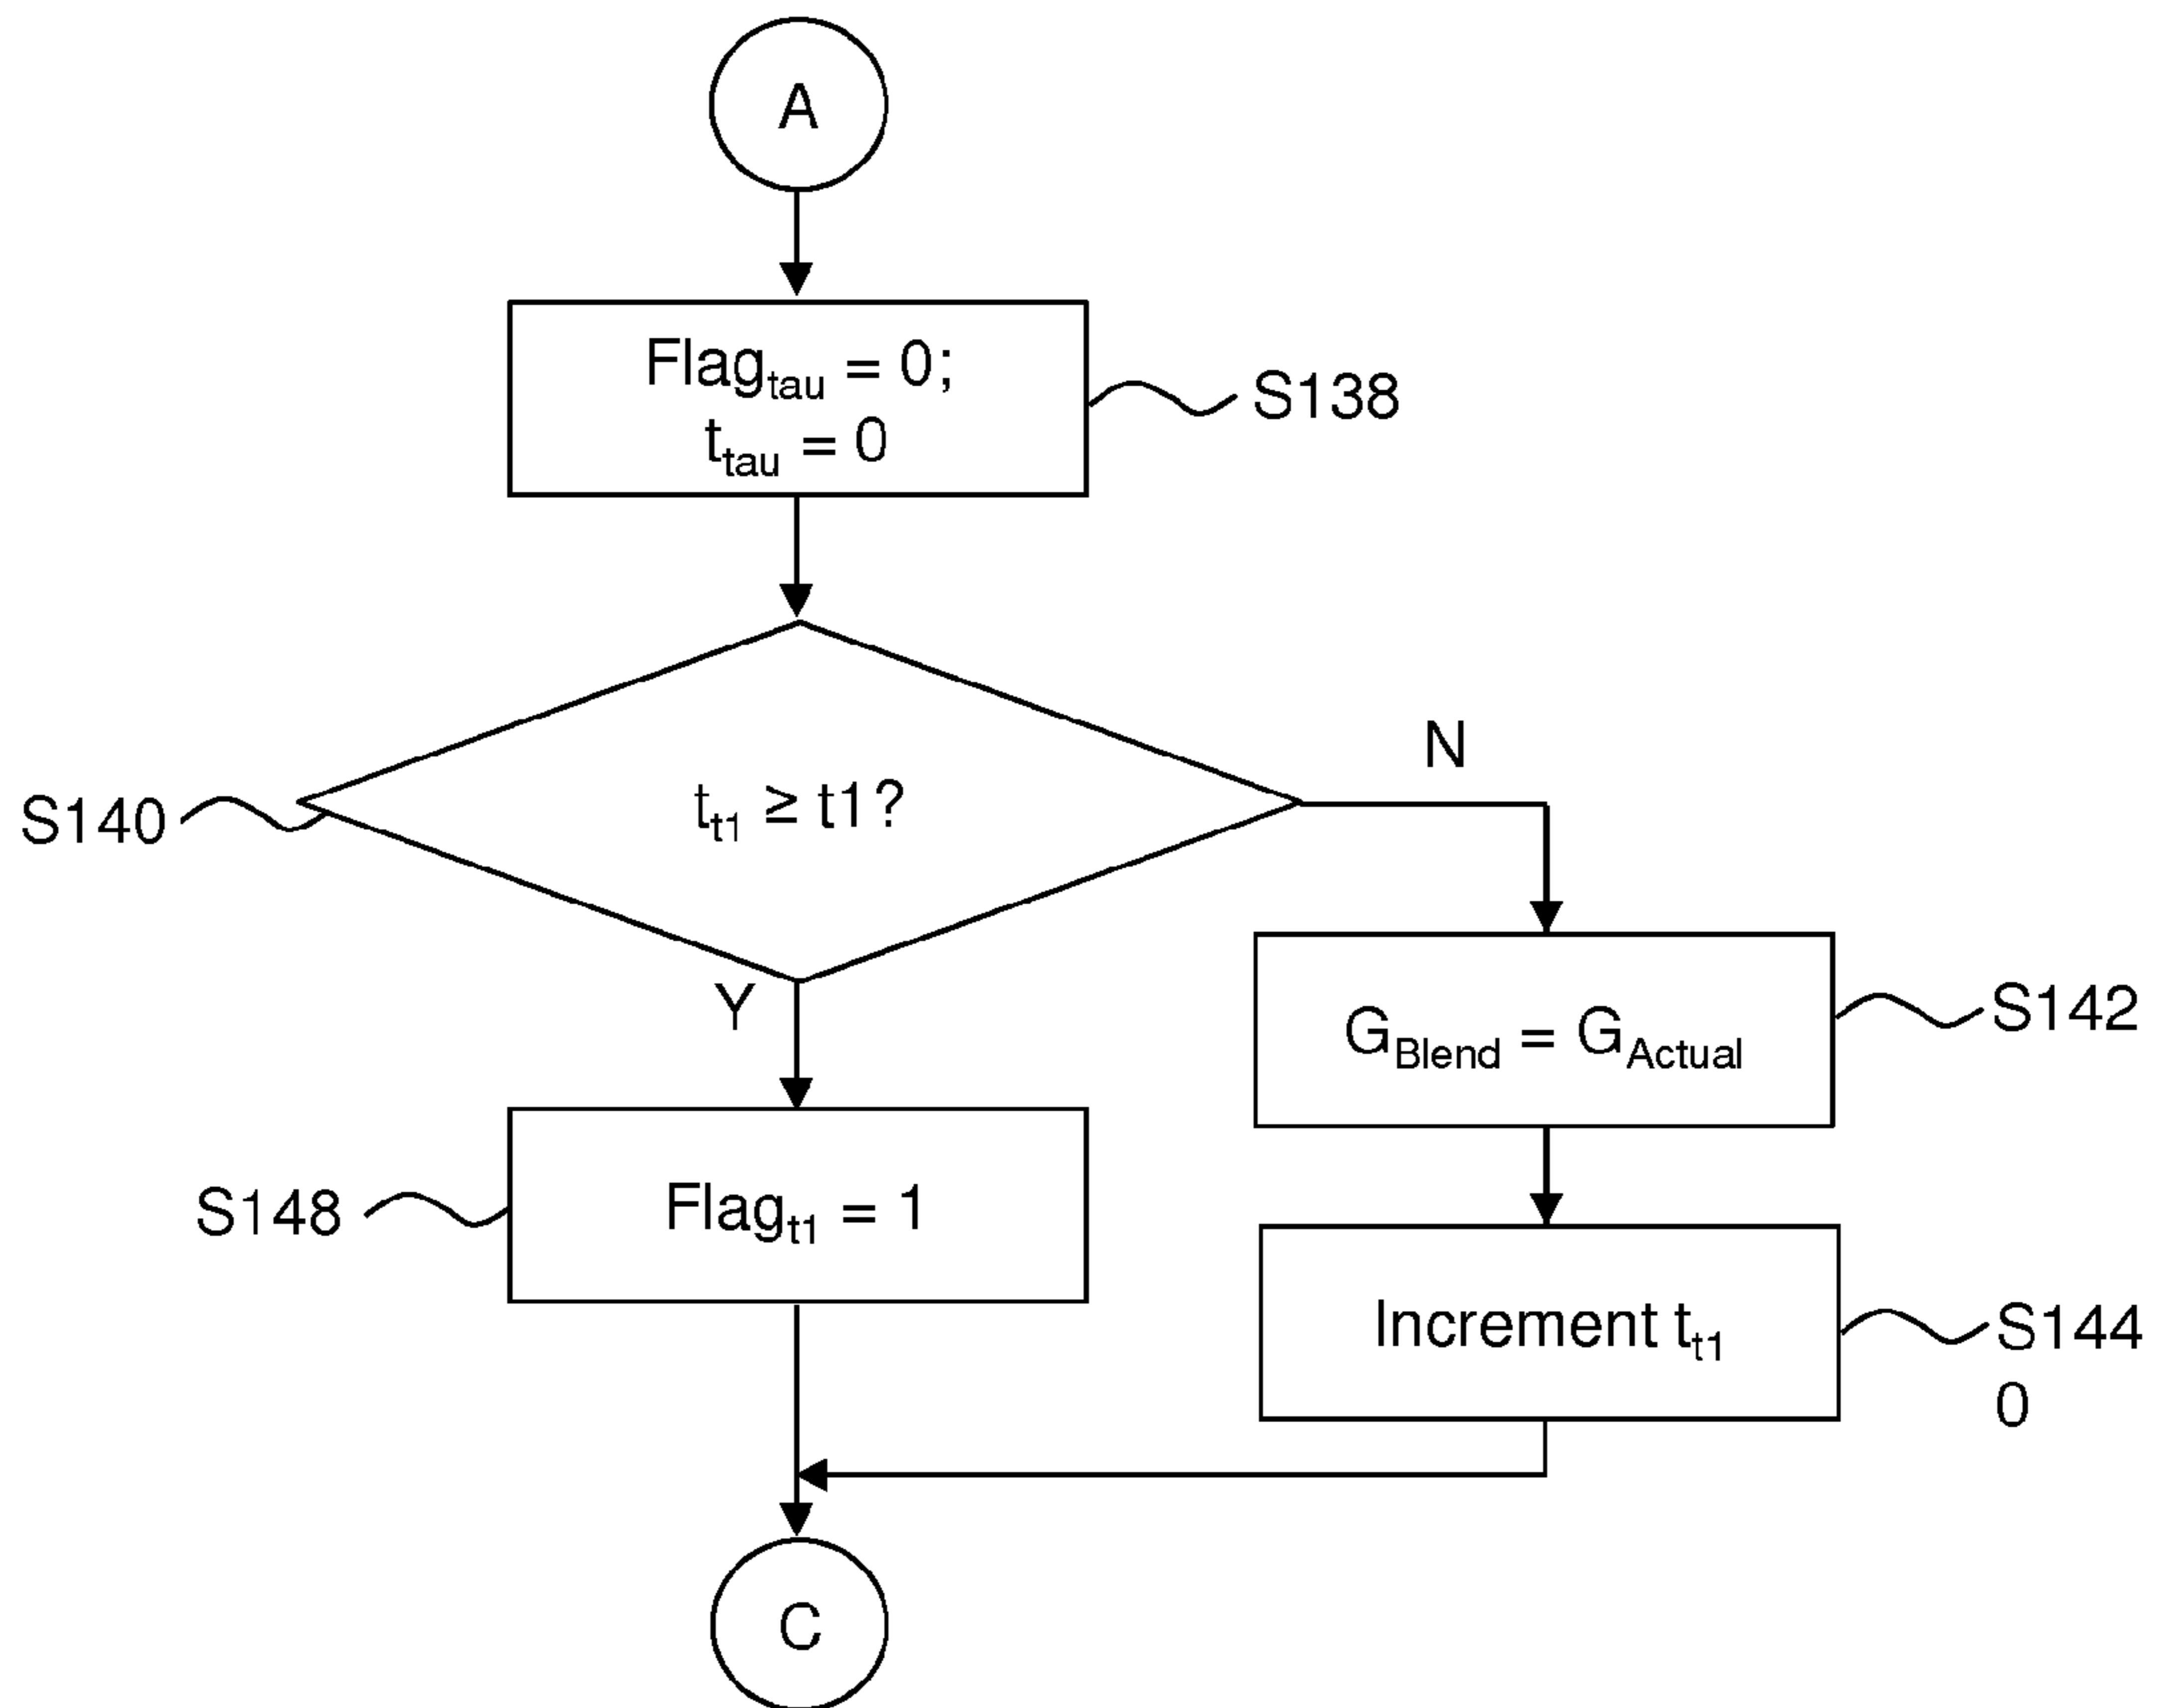 A
Flagtau = 0;
ttau = 0
S138
N
tt1 ≥ t1?
S140
Y
GBlend = GActual
S142
Flagt1 = 1
S148
Increment tt1
S144
0
C